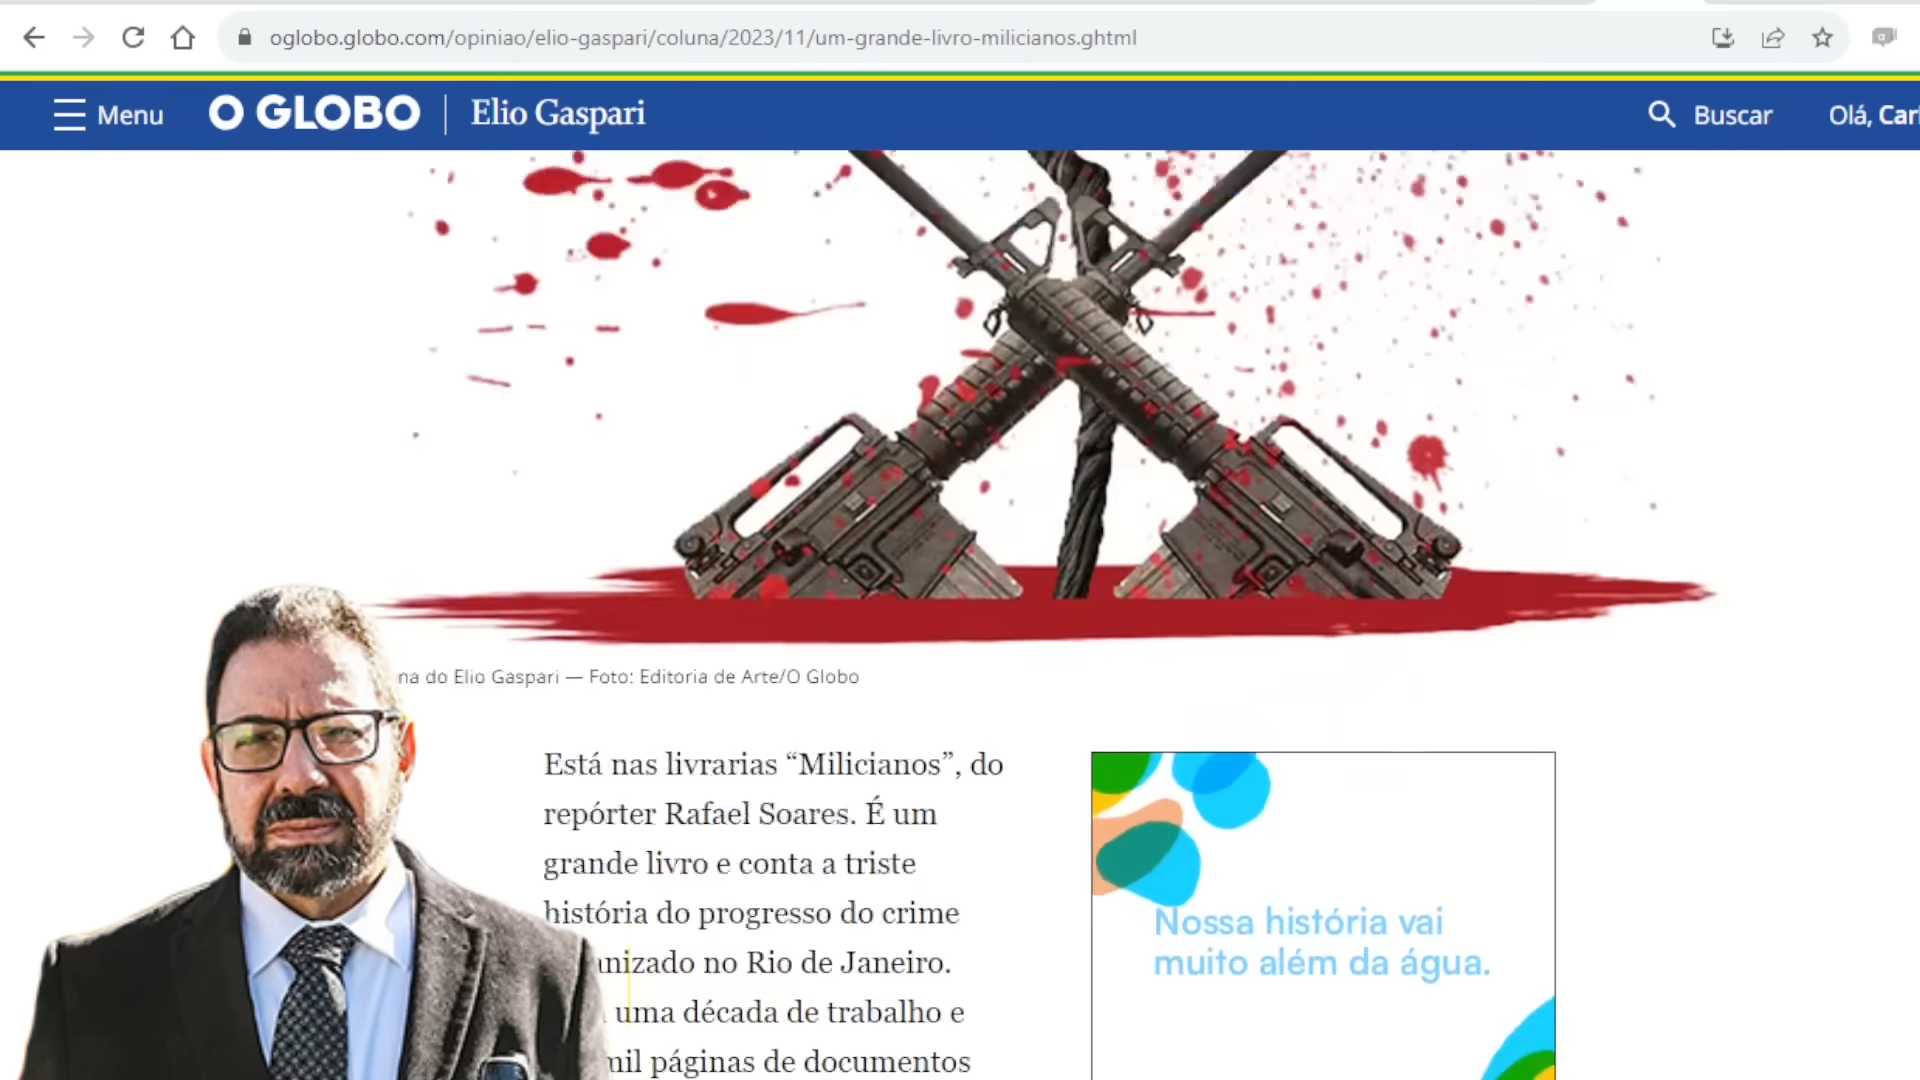 oglobo.globo.com/opiniao/elio-gaspari/coluna/2023/11/um-grande-livro-milicianos.ghtml
Menu O GLOBO Elio Gaspari Buscar Olá, Carl
na do Elio Gaspari — Foto: Editoria de Arte/O Globo
Está nas livrarias “Milicianos”, do
repórter Rafael Soares. É um
grande livro e conta a triste
história do progresso do crime
anizado no Rio de Janeiro.
uma década de trabalho e
mil páginas de documentos
Nossa história vai
muito além da água.